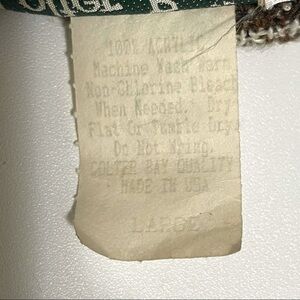 100% ACRYLIC
Machine Wash Warm
Non-Chlorine Bleach
When Needed. Dry
Flat Or Tumble Dry.
Do Not Wring.
COLTER BAY QUALITY
MADE IN USA
LARGE